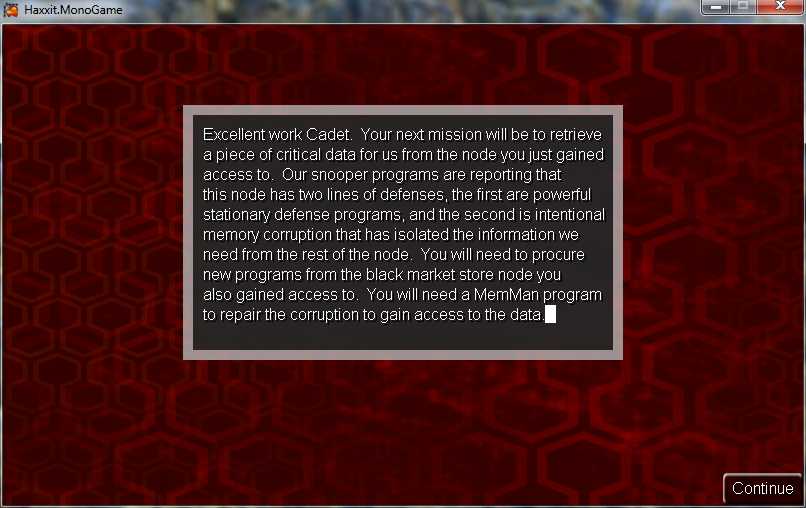 Haxxit.MonoGame
Excellent work Cadet.  Your next mission will be to retrieve
a piece of critical data for us from the node you just gained
access to.  Our snooper programs are reporting that
this node has two lines of defenses, the first are powerful
stationary defense programs, and the second is intentional
memory corruption that has isolated the information we
need from the rest of the node.  You will need to procure
new programs from the black market store node you
also gained access to.  You will need a MemMan program
to repair the corruption to gain access to the data.
Continue